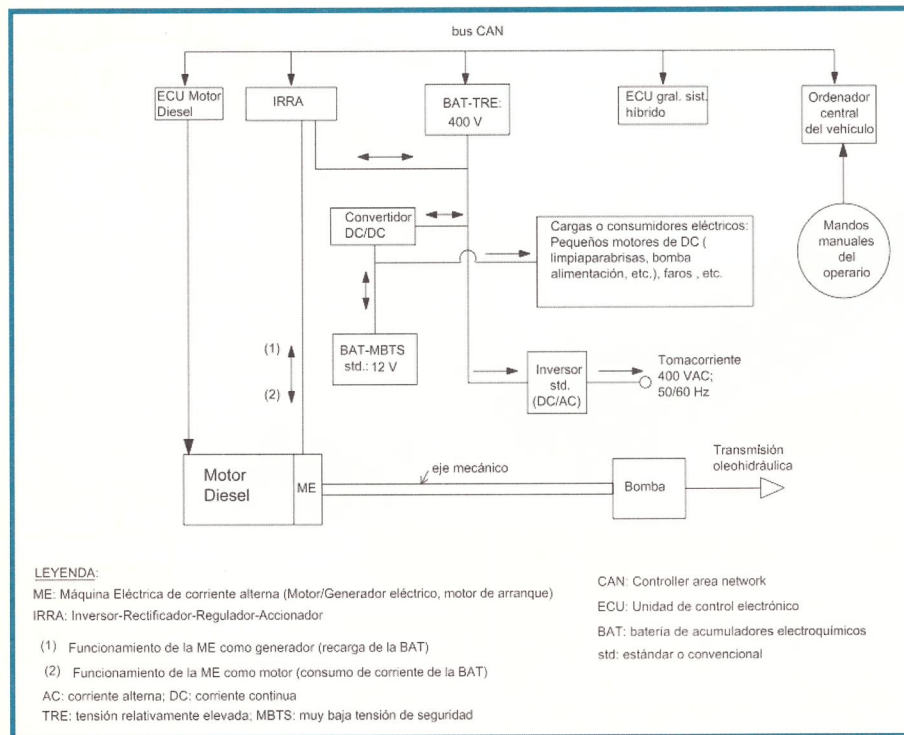 bus CAN
ECU Motor
Diesel
IRRA
BAT-TRE:
400 V
ECU gral. sist.
híbrido
Ordenador
central
del vehículo
Convertidor
DC/DC
Cargas o consumidores eléctricos:
Pequeños motores de DC (
limpiaparabrisas, bomba
alimentación, etc.), faros , etc.
Mandos
manuales
del
operario
(1)
(2)
BAT-MBTS
std.: 12 V
Inversor
std.
(DC/AC)
Tomacorriente
400 VAC;
50/60 Hz
Motor
Diesel
ME
eje mecánico
Bomba
Transmisión
oleohidráulica
LEYENDA:
ME: Máquina Eléctrica de corriente alterna (Motor/Generador eléctrico, motor de arranque)
IRRA: Inversor-Rectificador-Regulador-Accionador
(1) Funcionamiento de la ME como generador (recarga de la BAT)
(2) Funcionamiento de la ME como motor (consumo de corriente de la BAT)
AC: corriente alterna; DC: corriente continua
TRE: tensión relativamente elevada; MBTS: muy baja tensión de seguridad
CAN: Controller area network
ECU: Unidad de control electrónico
BAT: batería de acumuladores electroquímicos
std: estándar o convencional